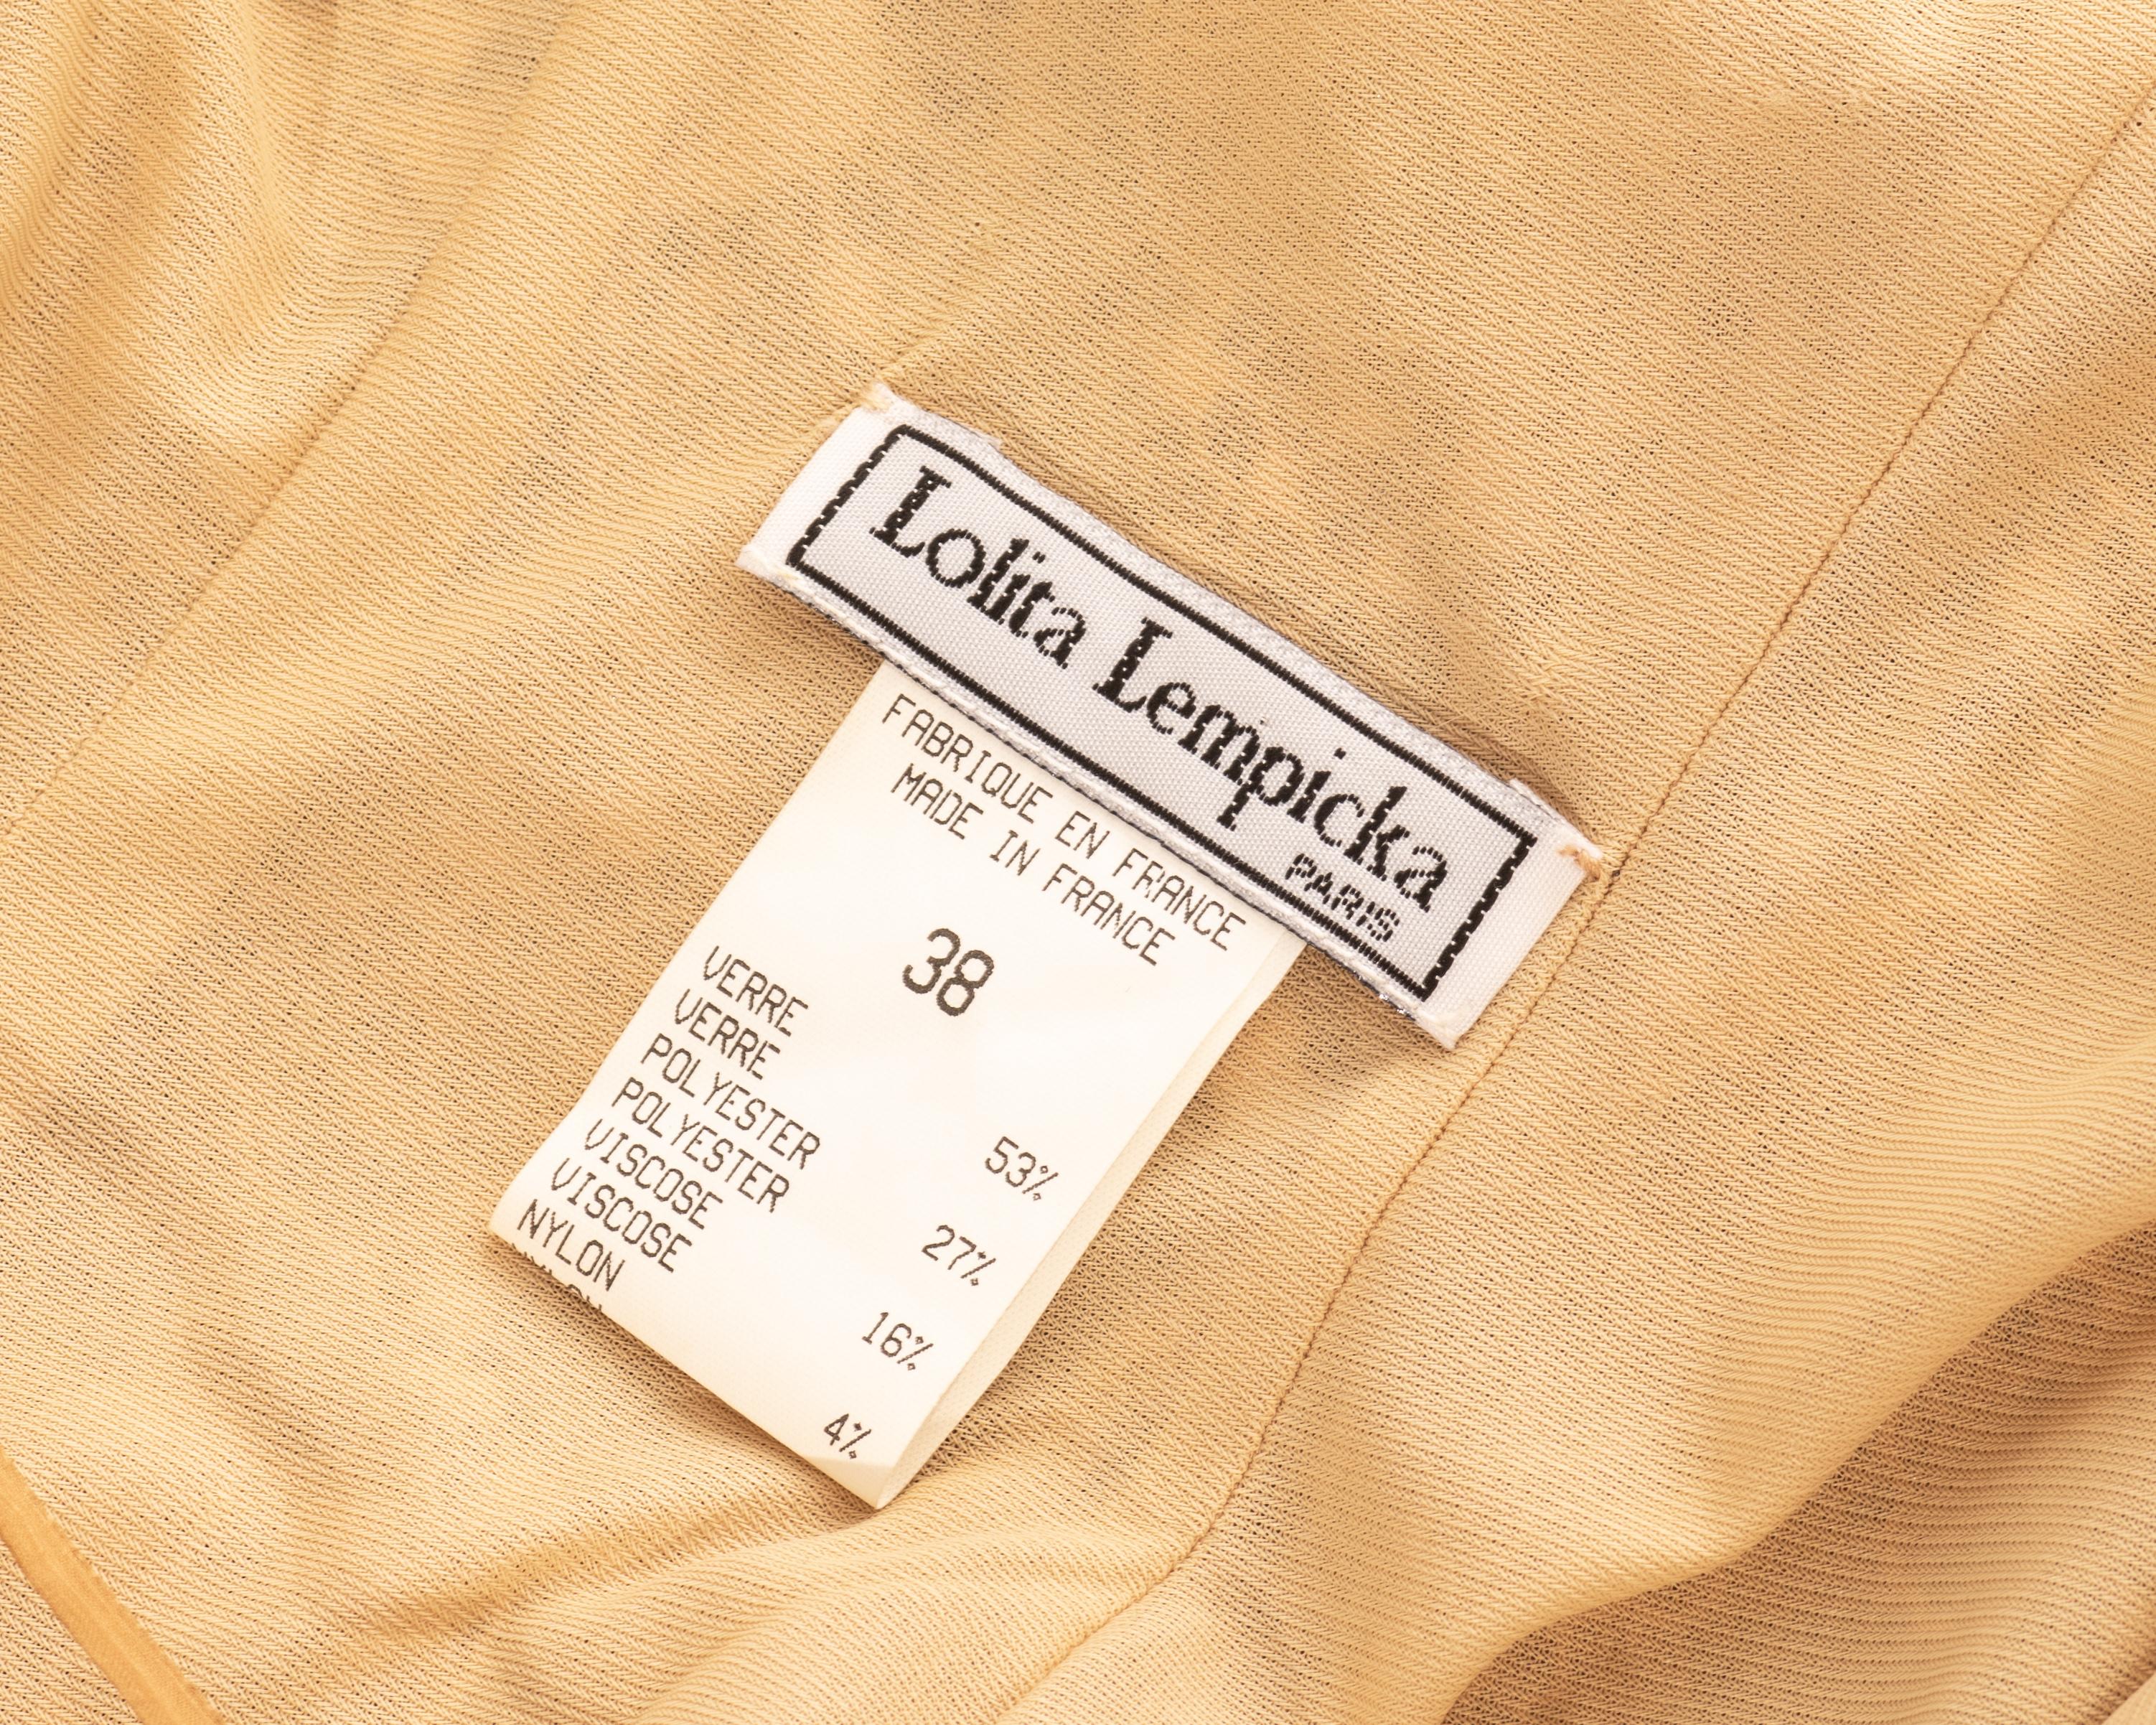 Lolita Lempicka
PARIS
FABRIQUE EN FRANCE
MADE IN FRANCE
38
VERRE
VERRE 53%
POLYESTER
POLYESTER 27%
VISCOSE
VISCOSE 16%
NYLON
4%